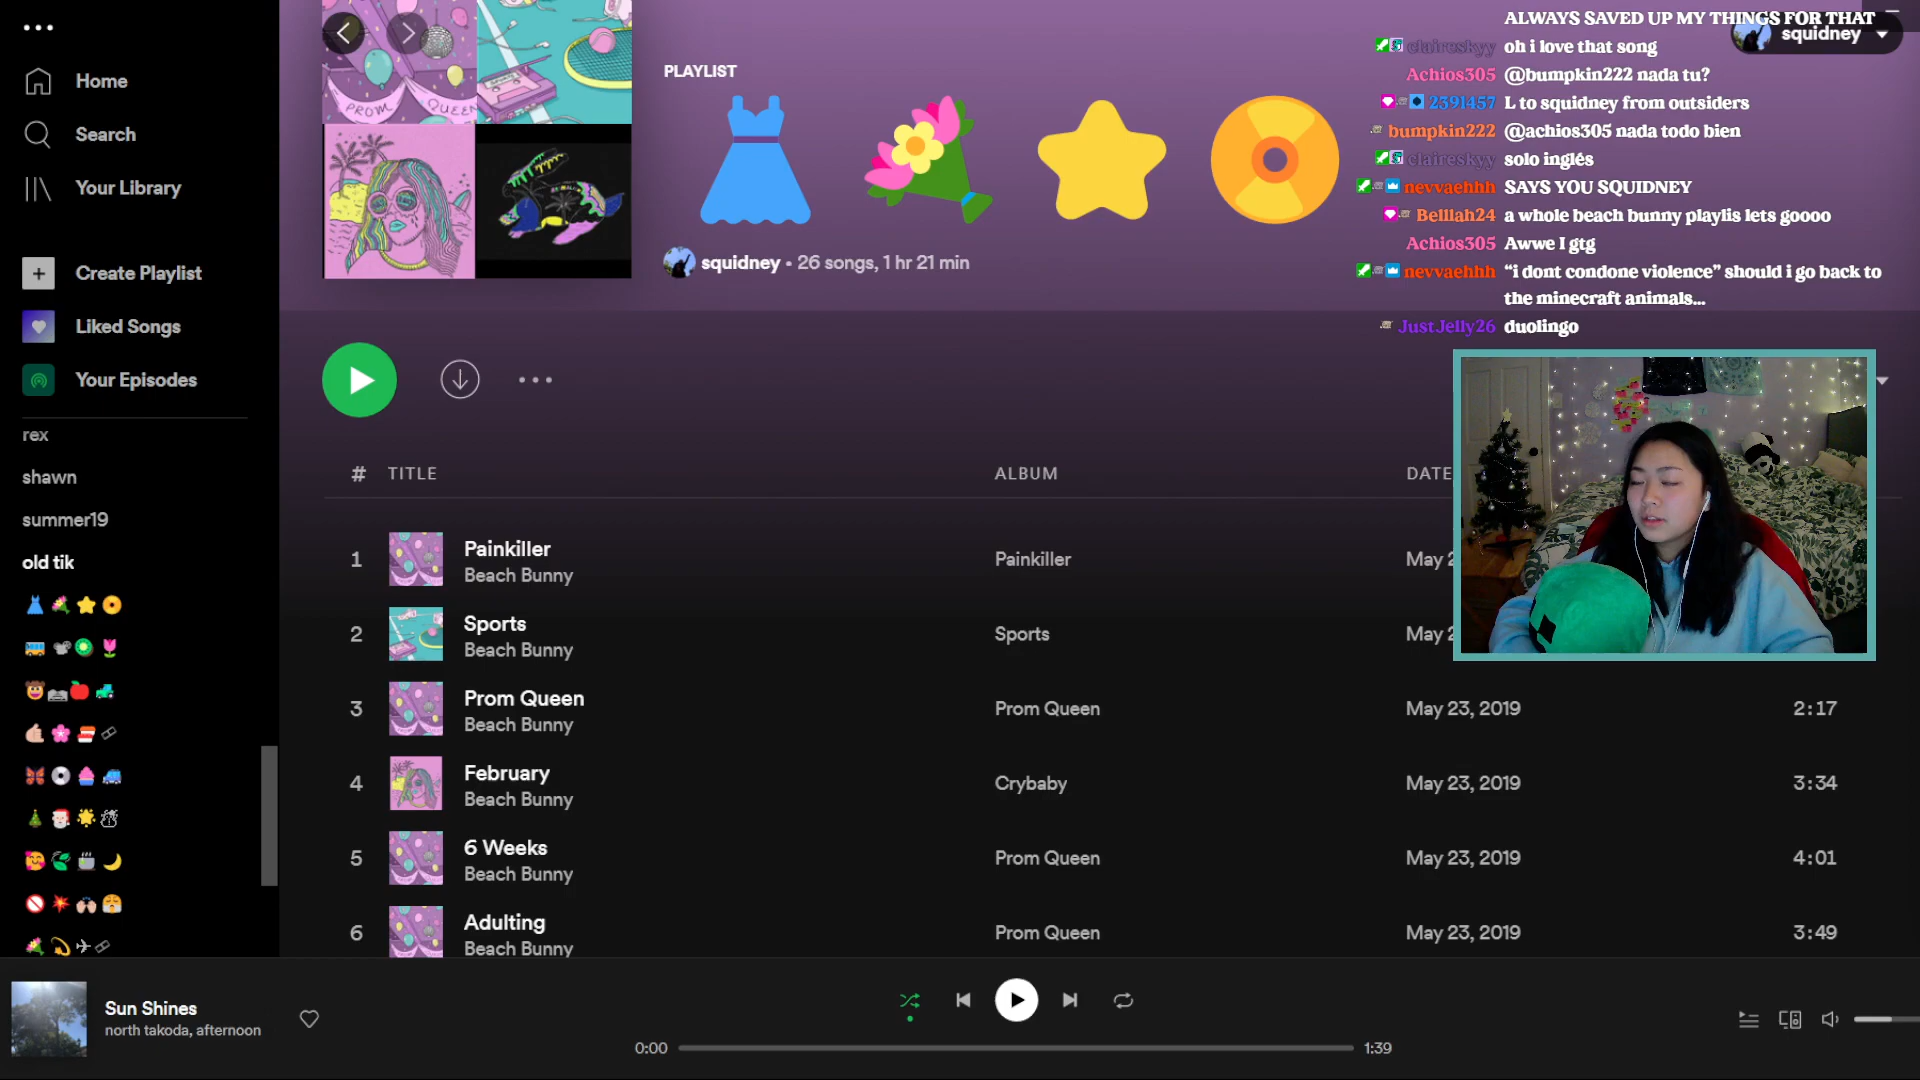 ALWAYS SAVED UP MY THINGS FOR THAT
squidney
Home
Search
Your Library
Create Playlist
Liked Songs
Your Episodes
rex
shawn
summer19
old tik
PROM QUEEN
PLAYLIST
squidney • 26 songs, 1 hr 21 min
claireskyy oh i love that song
Achios305 @bumpkin222 nada tu?
2391457 L to squidney from outsiders
bumpkin222 @achios305 nada todo bien
claireskyy solo inglés
nevvaehhh SAYS YOU SQUIDNEY
Belllah24 a whole beach bunny playlis lets goooo
Achios305 Awwe I gtg
nevvaehhh “i dont condone violence” should i go back to
the minecraft animals...
JustJelly26 duolingo
# TITLE ALBUM DATE
1 Painkiller Painkiller May 2
Beach Bunny
2 Sports Sports May 2
Beach Bunny
3 Prom Queen Prom Queen May 23, 2019 2:17
Beach Bunny
4 February Crybaby May 23, 2019 3:34
Beach Bunny
5 6 Weeks Prom Queen May 23, 2019 4:01
Beach Bunny
6 Adulting Prom Queen May 23, 2019 3:49
Beach Bunny
Sun Shines
north takoda, afternoon
0:00 1:39